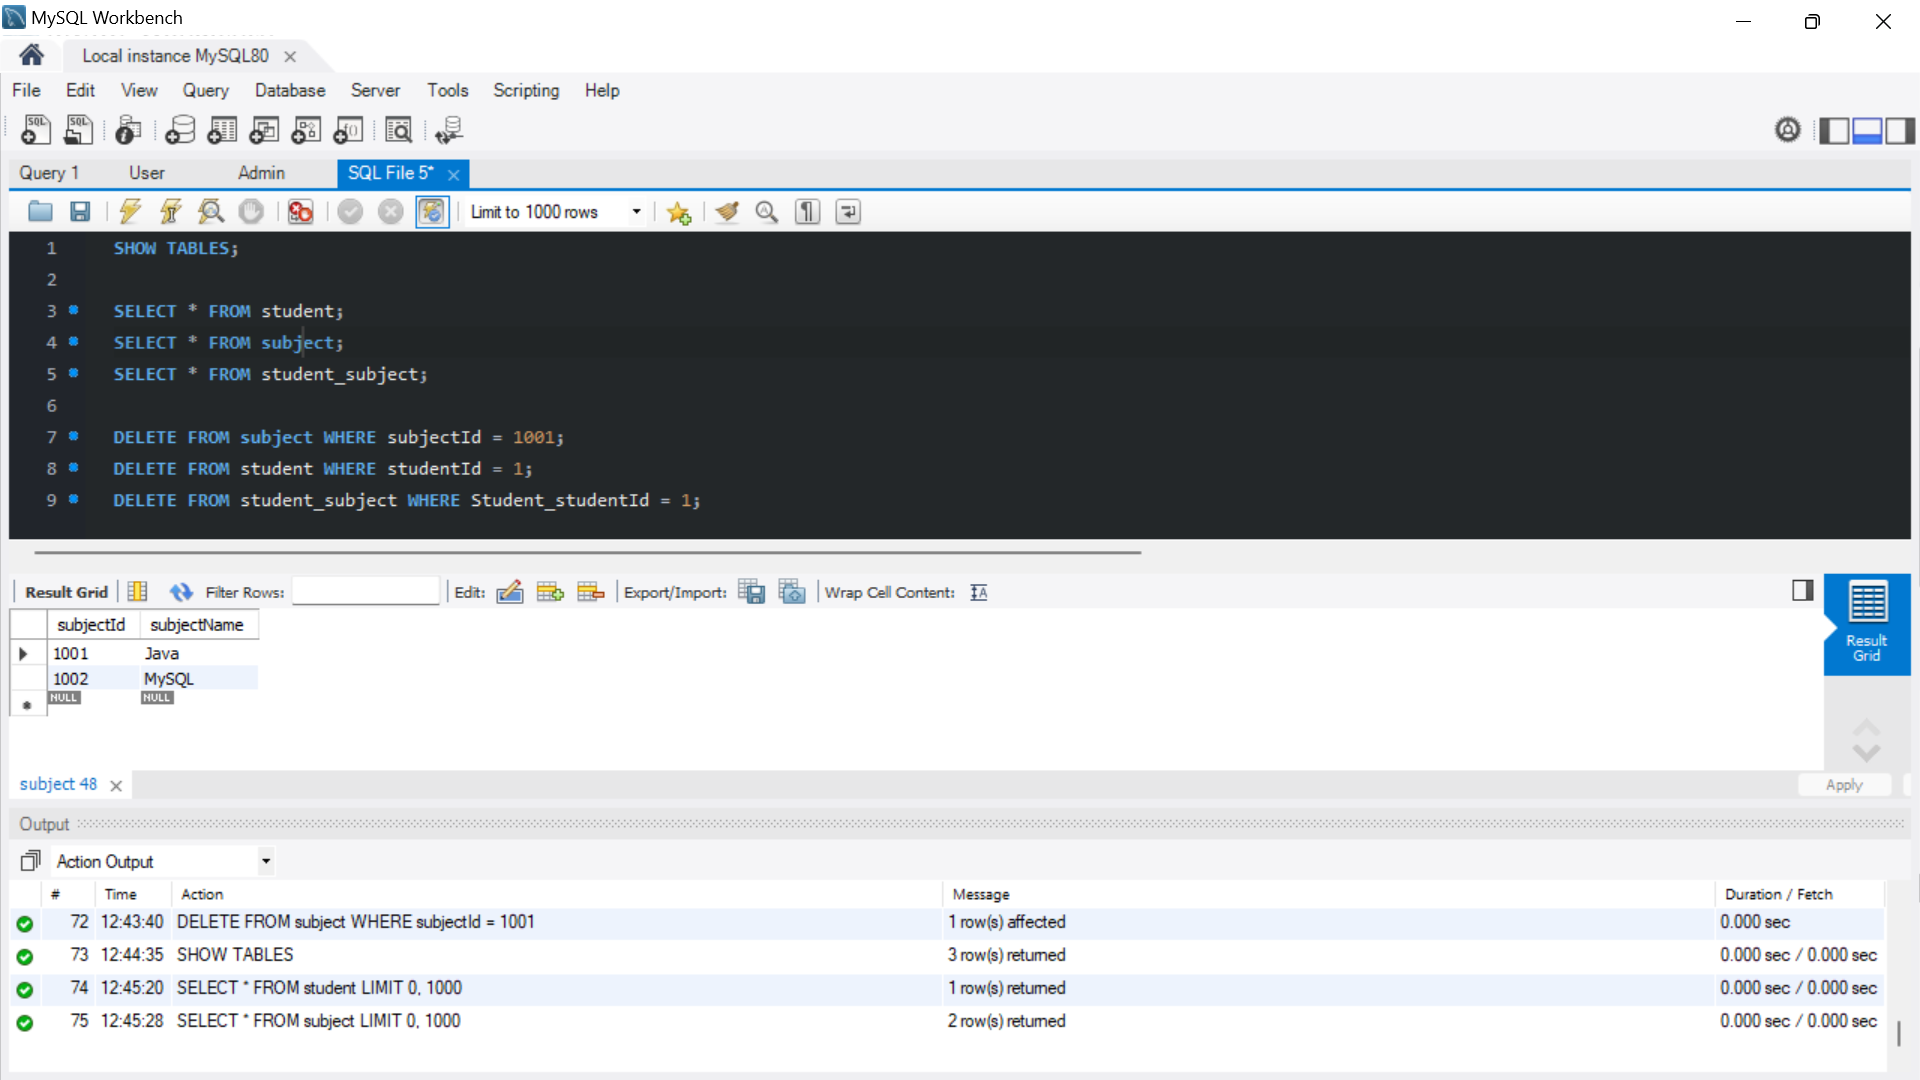 MySQL Workbench
Local instance MySQL80
File Edit View Query Database Server Tools Scripting Help
SQL SQL
Query 1 User Admin SQL File 5*
Limit to 1000 rows
1 SHOW TABLES;
2
3 SELECT * FROM student;
4 SELECT * FROM subject;
5 SELECT * FROM student_subject;
6
7 DELETE FROM subject WHERE subjectId = 1001;
8 DELETE FROM student WHERE studentId = 1;
9 DELETE FROM student_subject WHERE Student_studentId = 1;
Result Grid Filter Rows: Edit: Export/Import: Wrap Cell Content:
Result
Grid
subjectId subjectName
1001 Java
1002 MySQL
NULL NULL
subject 48
Apply
Output
Action Output
# Time Action Message Duration / Fetch
72 12:43:40 DELETE FROM subject WHERE subjectId = 1001 1 row(s) affected 0.000 sec
73 12:44:35 SHOW TABLES 3 row(s) returned 0.000 sec / 0.000 sec
74 12:45:20 SELECT * FROM student LIMIT 0, 1000 1 row(s) returned 0.000 sec / 0.000 sec
75 12:45:28 SELECT * FROM subject LIMIT 0, 1000 2 row(s) returned 0.000 sec / 0.000 sec